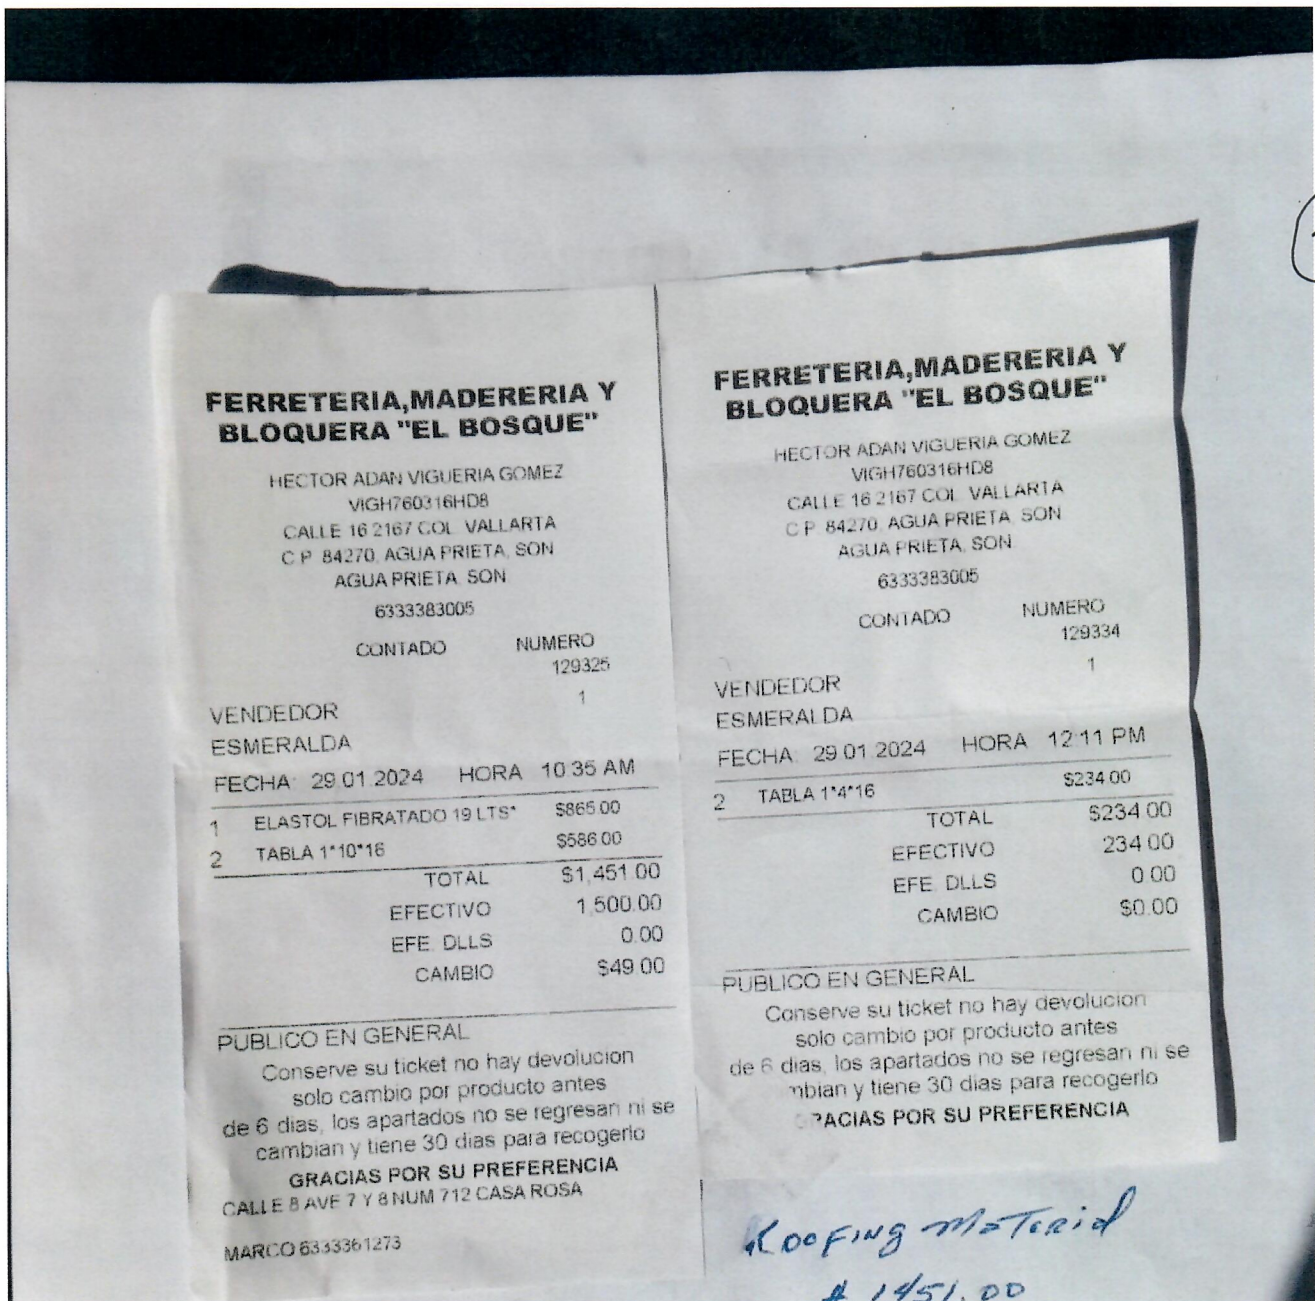 FERRETERIA,MADERERIA Y
BLOQUERA "EL BOSQUE"
HECTOR ADAN VIGUERIA GOMEZ
VIGH760316HD8
CALLE 16 2167 COL VALLARTA
C P 84270, AGUA PRIETA, SON
AGUA PRIETA, SON
6333383005
CONTADO NUMERO
129325
1
VENDEDOR
ESMERALDA
FECHA: 29.01.2024 HORA 10:35 AM
1 ELASTOL FIBRATADO 19 LTS* $865.00
2 TABLA 1*10*16 $586.00
TOTAL $1,451.00
EFECTIVO 1,500.00
EFE. DLLS 0.00
CAMBIO $49.00
PUBLICO EN GENERAL
Conserve su ticket no hay devolucion
solo cambio por producto antes
de 6 dias, los apartados no se regresan ni se
cambian y tiene 30 dias para recogerlo
GRACIAS POR SU PREFERENCIA
CALLE 8 AVE 7 Y 8 NUM 712 CASA ROSA
MARCO 6333361273
FERRETERIA,MADERERIA Y
BLOQUERA "EL BOSQUE"
HECTOR ADAN VIGUERIA GOMEZ
VIGH760316HD8
CALLE 16 2167 COL VALLARTA
C P 84270, AGUA PRIETA, SON
AGUA PRIETA, SON
6333383005
CONTADO NUMERO
129334
1
VENDEDOR
ESMERALDA
FECHA: 29.01.2024 HORA 12:11 PM
2 TABLA 1*4*16 $234.00
TOTAL $234.00
EFECTIVO 234.00
EFE. DLLS 0.00
CAMBIO $0.00
PUBLICO EN GENERAL
Conserve su ticket no hay devolucion
solo cambio por producto antes
de 6 dias, los apartados no se regresan ni se
mbian y tiene 30 dias para recogerlo
RACIAS POR SU PREFERENCIA
Roofing Material
$ 1451.00